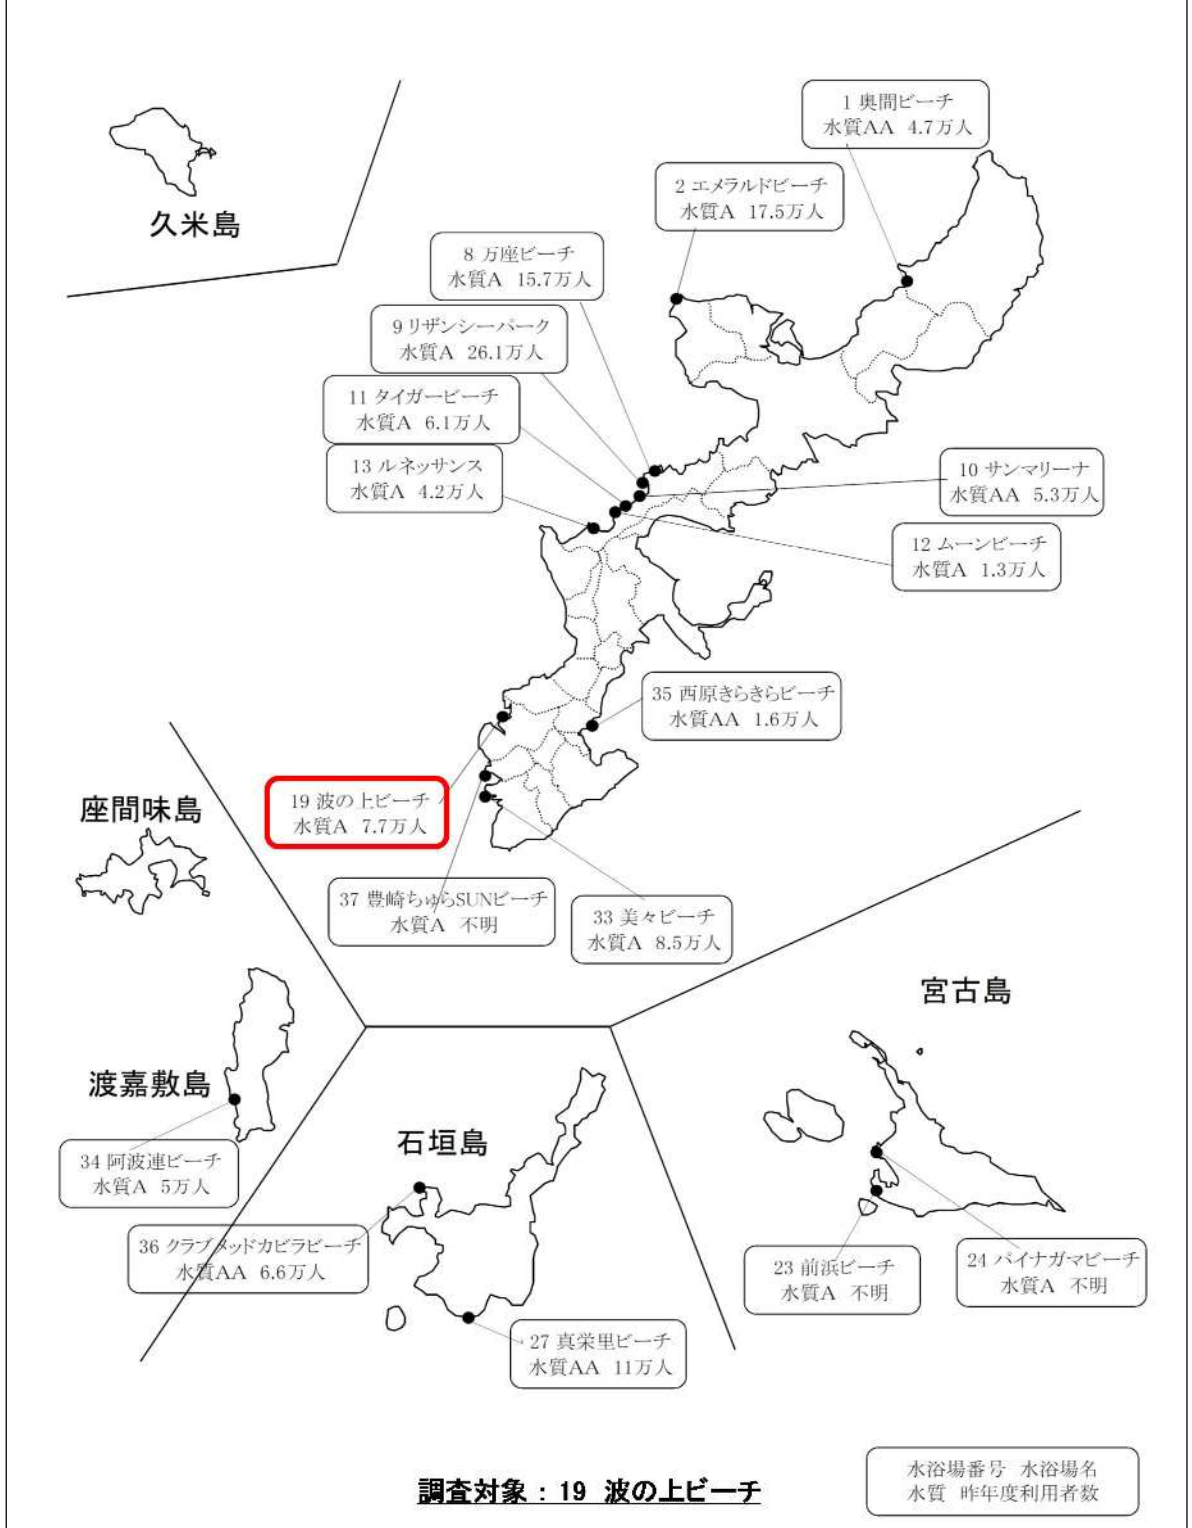 1 奥間ビーチ
水質AA 4.7万人
2 エメラルドビーチ
水質A 17.5万人
久米島
8 万座ビーチ
水質A 15.7万人
9 リザンシーパーク
水質A 26.1万人
11 タイガービーチ
水質A 6.1万人
13 ルネッサンス
水質A 4.2万人
10 サンマリーナ
水質AA 5.3万人
12 ムーンビーチ
水質A 1.3万人
35 西原きらきらビーチ
水質AA 1.6万人
19 波の上ビーチ
水質A 7.7万人
座間味島
37 豊崎ちゅらSUNビーチ
水質A 不明
33 美々ビーチ
水質A 8.5万人
宮古島
渡嘉敷島
34 阿波連ビーチ
水質A 5万人
石垣島
36 クラブメッドカビラビーチ
水質AA 6.6万人
23 前浜ビーチ
水質A 不明
24 パイナガマビーチ
水質A 不明
27 真栄里ビーチ
水質AA 11万人
調査対象：19 波の上ビーチ
水浴場番号 水浴場名
水質 昨年度利用者数